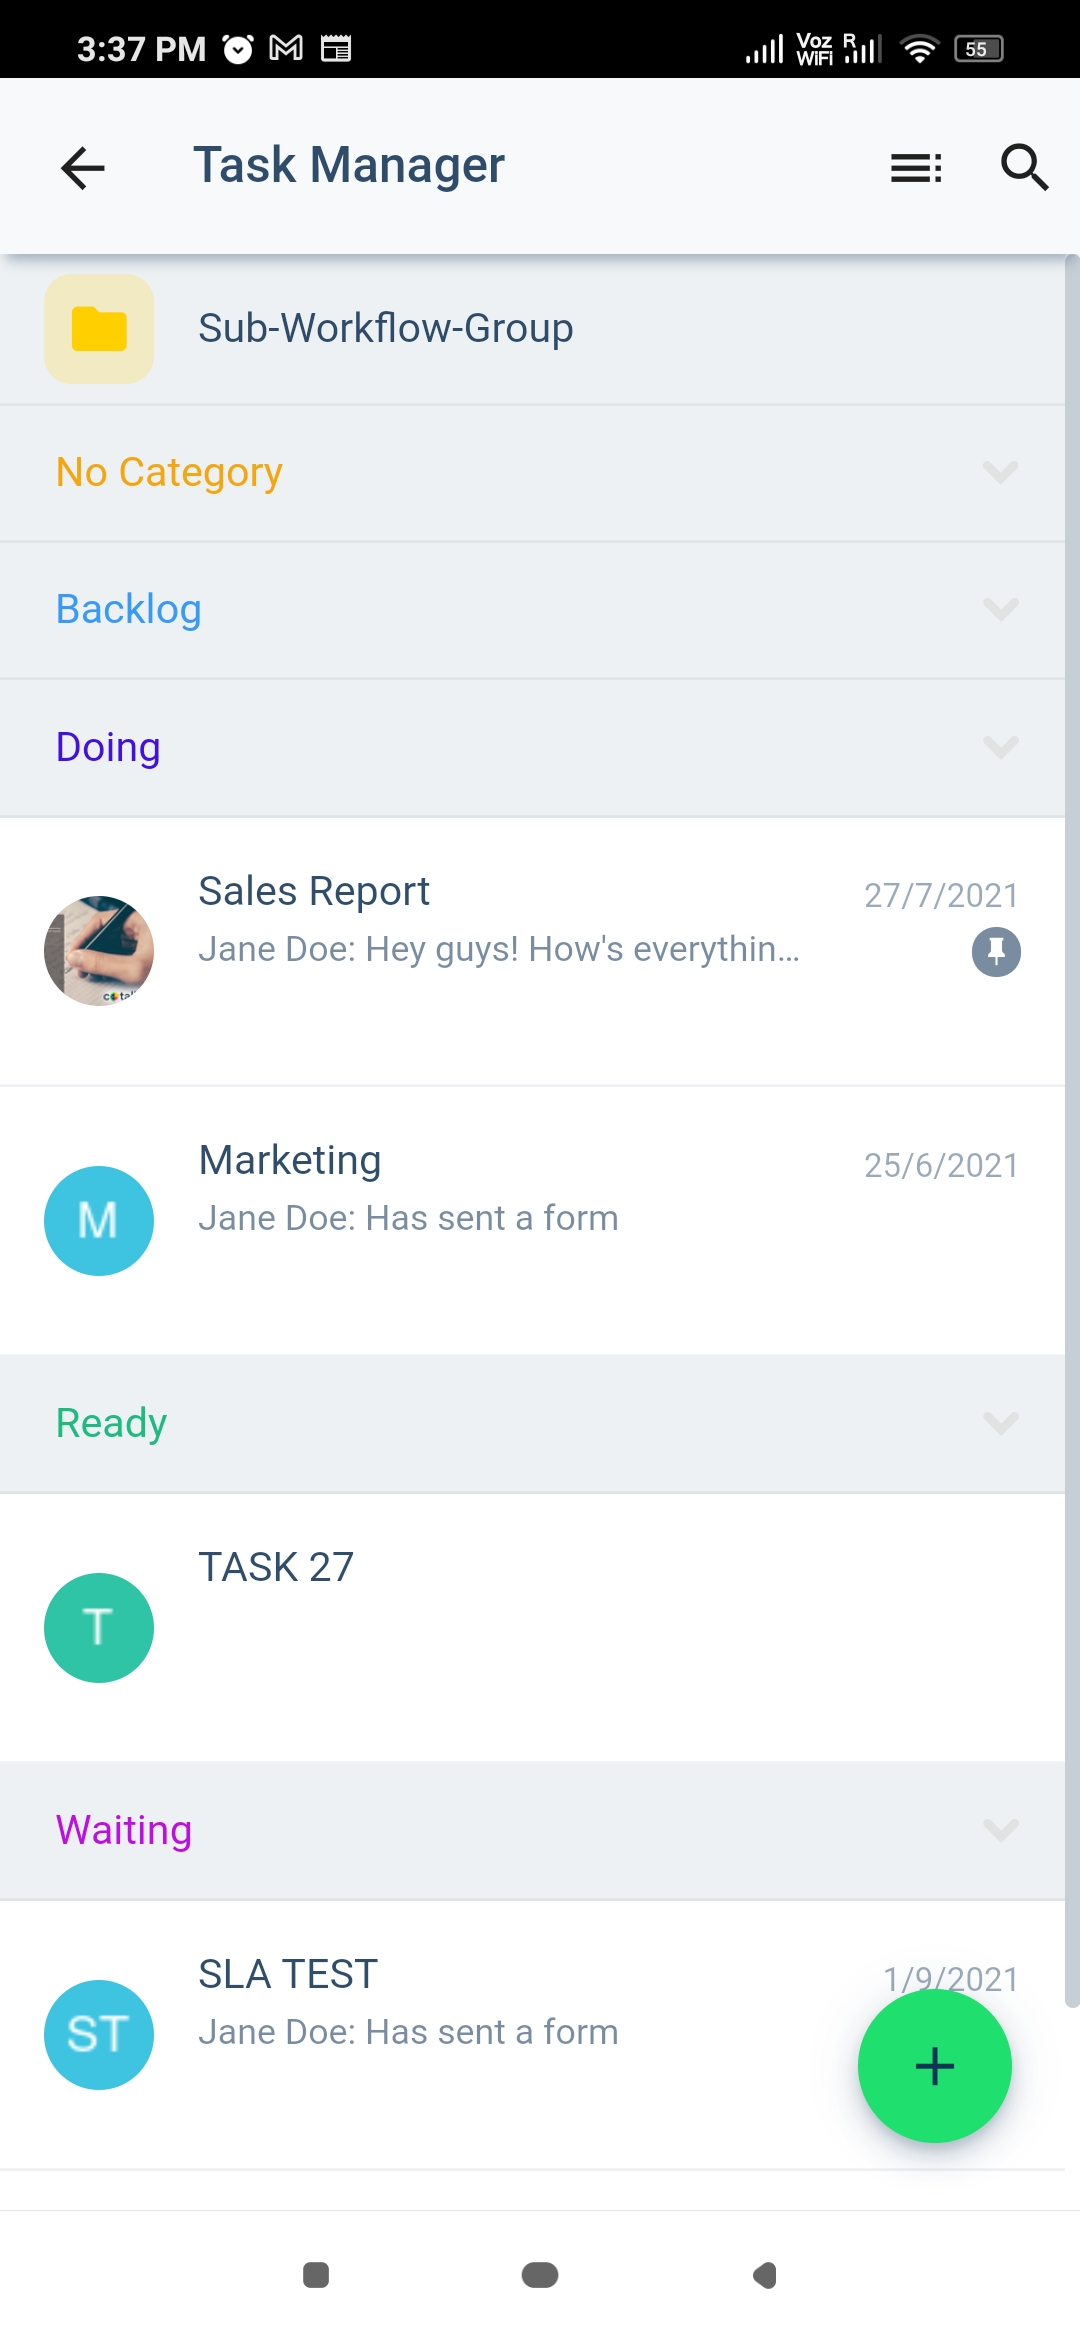 3:37 PM
Voz WiFi R 55
Task Manager
Sub-Workflow-Group
No Category
Backlog
Doing
Sales Report 27/7/2021
Jane Doe: Hey guys! How's everythin...
Marketing 25/6/2021
M
Jane Doe: Has sent a form
Ready
TASK 27
T
Waiting
SLA TEST 1/9/2021
ST
Jane Doe: Has sent a form